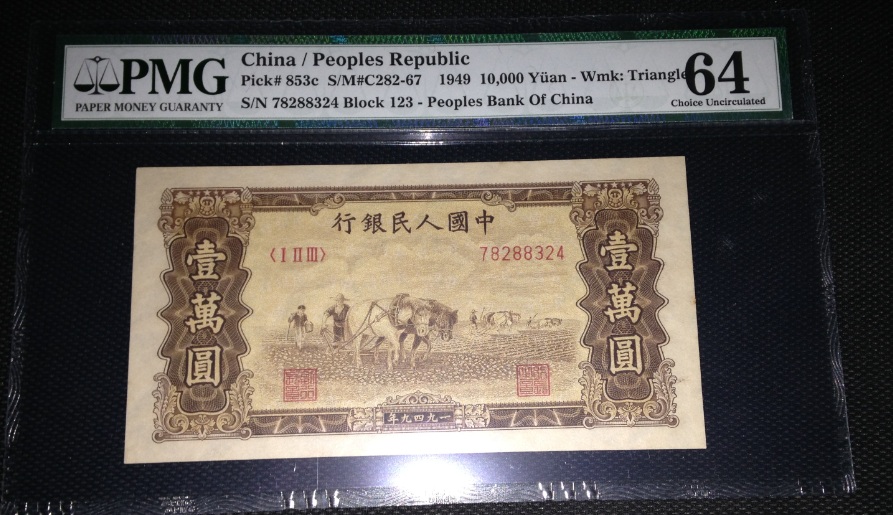 PMG
PAPER MONEY GUARANTY
China / Peoples Republic
Pick# 853c S/M#C282-67 1949 10,000 Yüan - Wmk: Triangle
S/N 78288324 Block 123 - Peoples Bank Of China
64
Choice Uncirculated
行銀民人國中
〈I II III〉 78288324
壹萬圓
壹萬圓
年九四九一